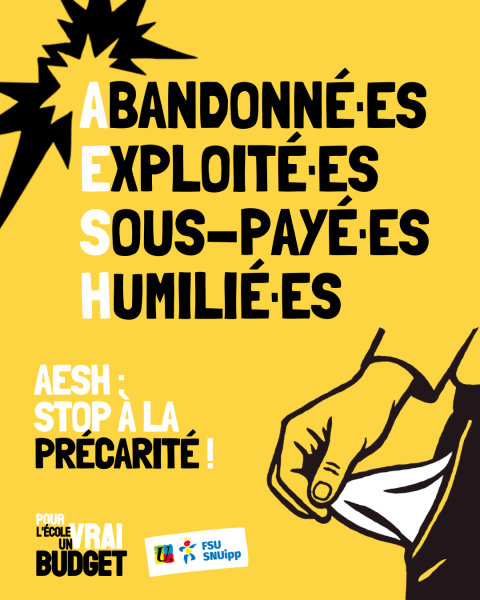 ABANDONNÉ·ES
EXPLOITÉ·ES
SOUS-PAYÉ·ES
HUMILIÉ·ES
AESH :
STOP À LA
PRÉCARITÉ !
POUR
L'ÉCOLE
UN
VRAI
BUDGET
FSU
SNUipp